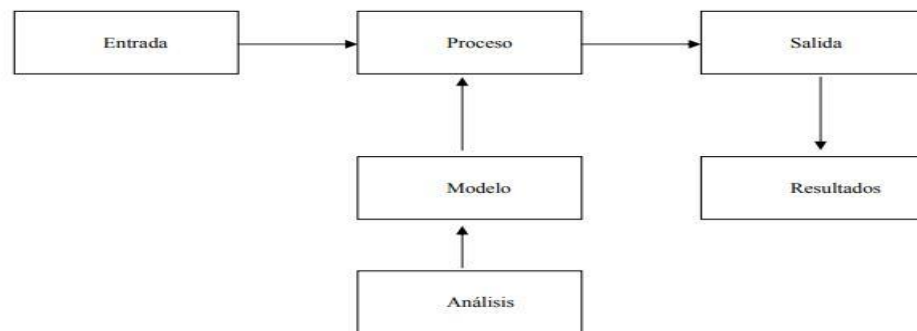 Entrada
Proceso
Salida
Modelo
Resultados
Análisis